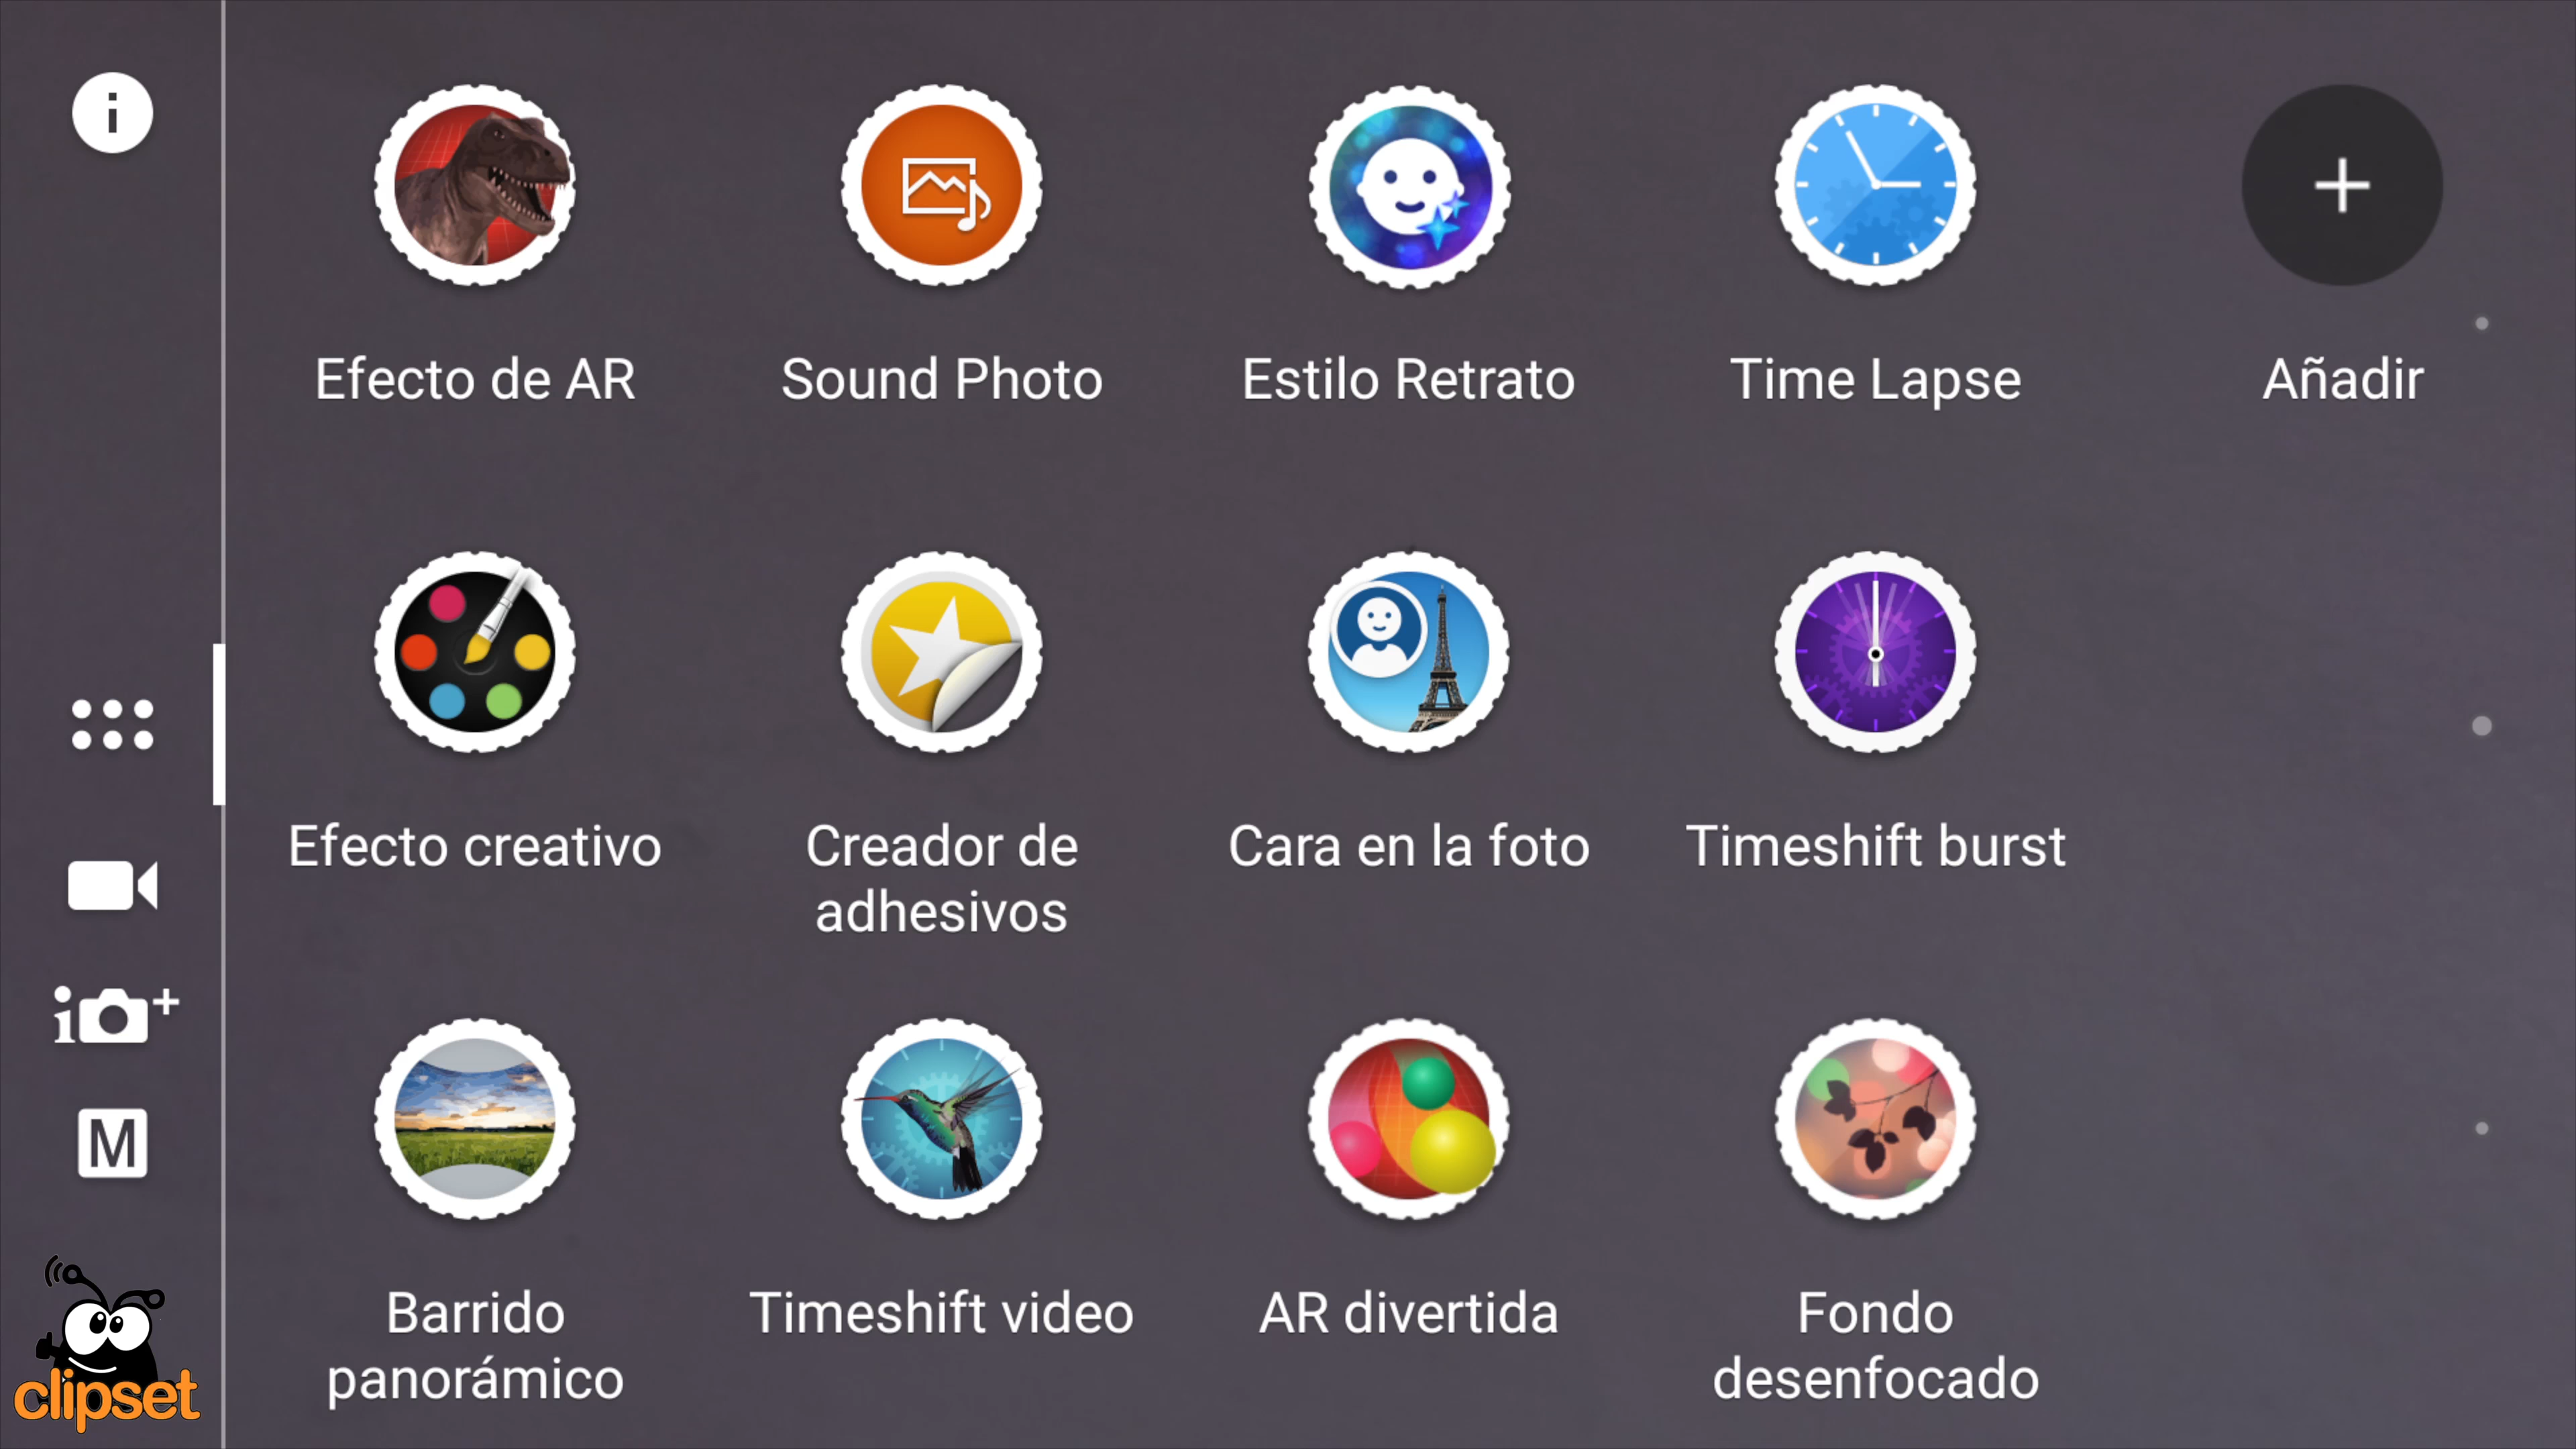 i
Efecto de AR
Sound Photo
Estilo Retrato
Time Lapse
Añadir
Efecto creativo
Creador de
adhesivos
Cara en la foto
Timeshift burst
i +
M
Barrido
panorámico
Timeshift video
AR divertida
Fondo
desenfocado
clipset